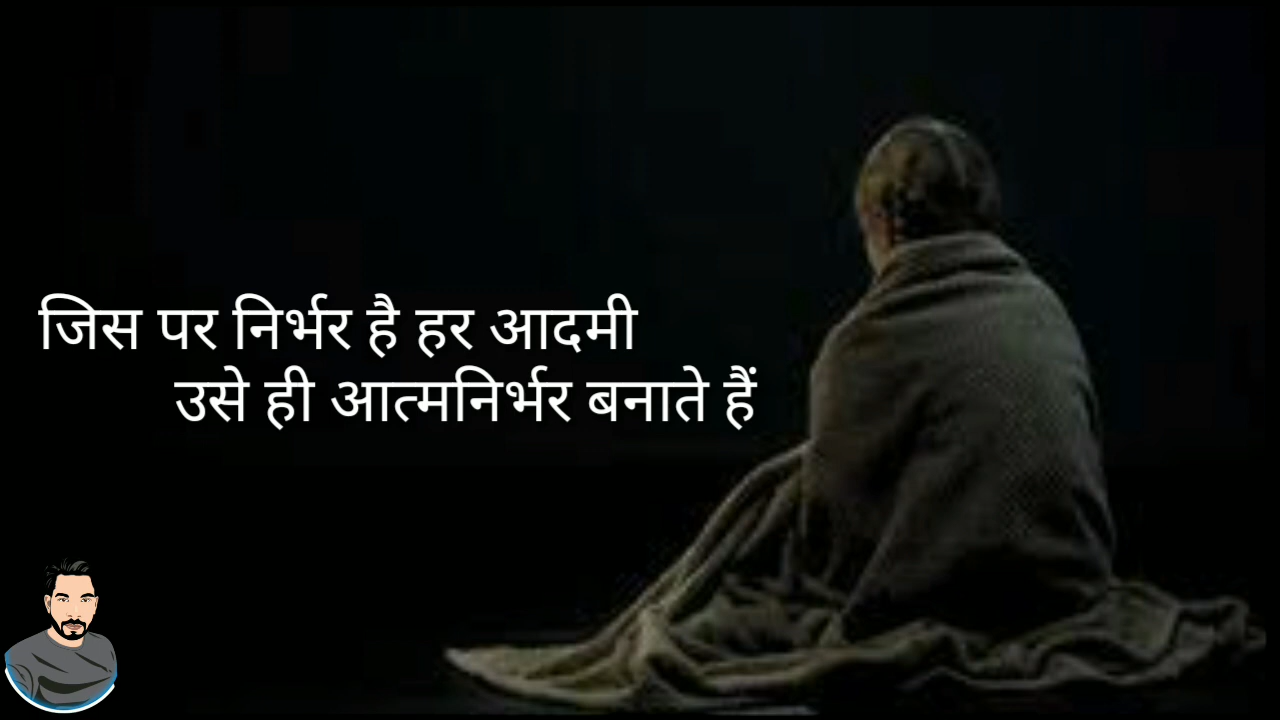 जिस पर निर्भर है हर आदमी
उसे ही आत्मनिर्भर बनाते हैं